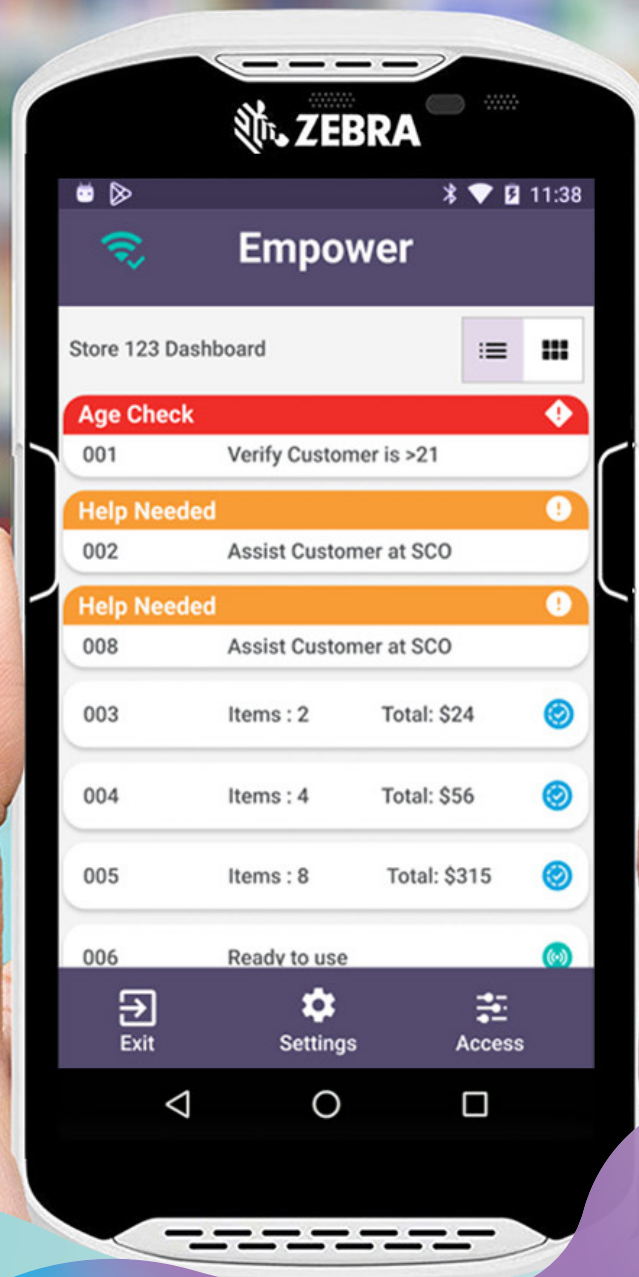 ZEBRA
11:38
Empower
Store 123 Dashboard
Age Check
001 Verify Customer is >21
Help Needed
002 Assist Customer at SCO
Help Needed
008 Assist Customer at SCO
003 Items : 2 Total: $24
004 Items : 4 Total: $56
005 Items : 8 Total: $315
006 Ready to use
Exit Settings Access